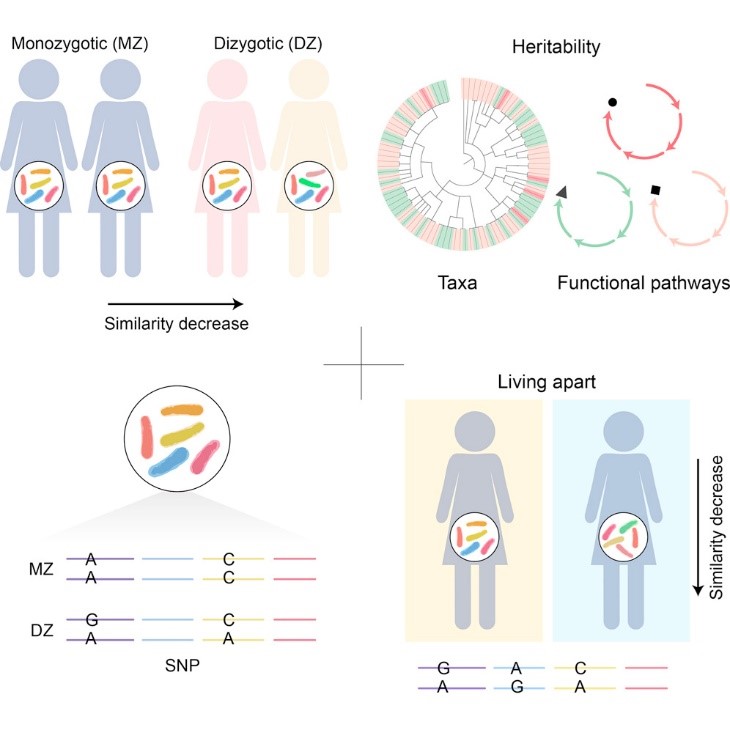 Monozygotic (MZ)
Dizygotic (DZ)
Similarity decrease
Heritability
Taxa
Functional pathways
MZ
A C
A C
DZ
G C
A A
SNP
Living apart
Similarity decrease
G A C
A G A